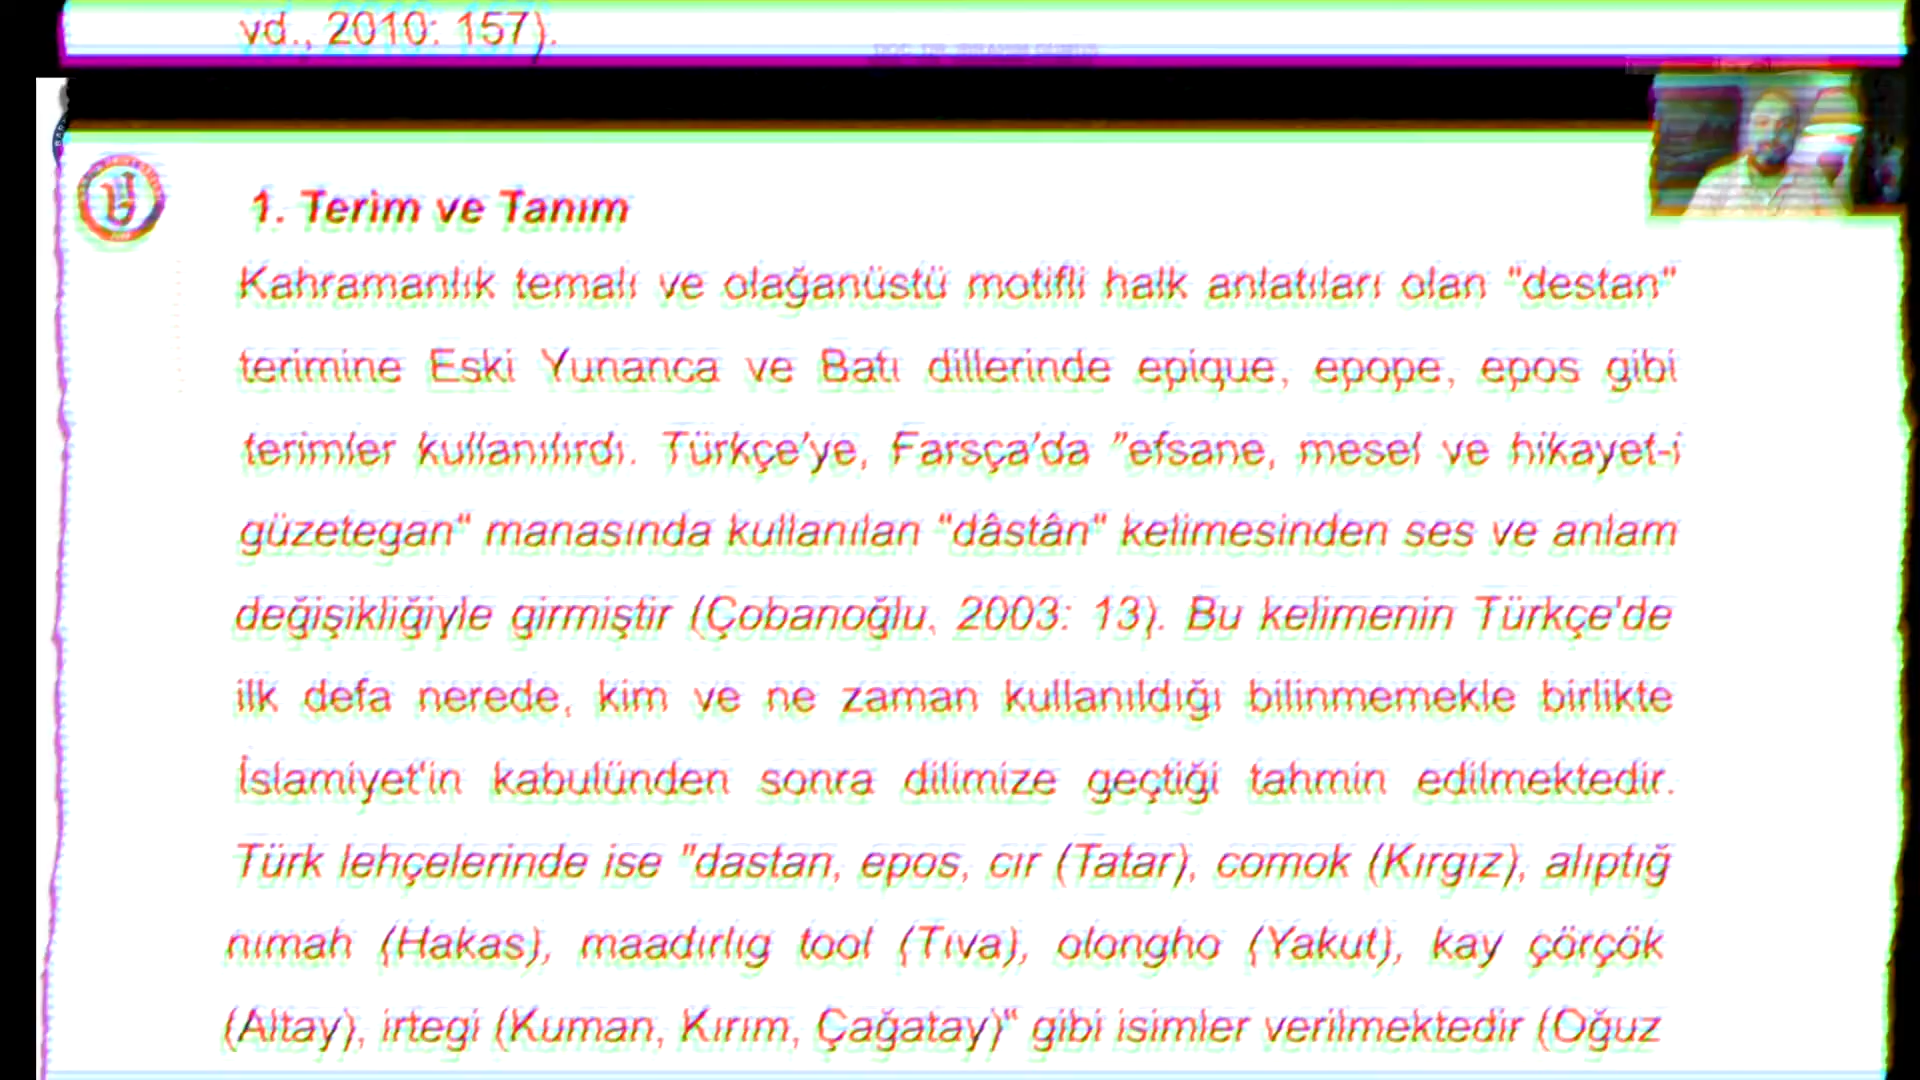 vd., 2010: 157).
1. Terim ve Tanım
Kahramanlık temalı ve olağanüstü motifli halk anlatıları olan "destan"
terimine Eski Yunanca ve Batı dillerinde epique, epope, epos gibi
terimler kullanılırdı. Türkçe'ye, Farsça'da "efsane, mesel ve hikayet-i
güzetegan" manasında kullanılan "dâstân" kelimesinden ses ve anlam
değişikliğiyle girmiştir (Çobanoğlu, 2003: 13). Bu kelimenin Türkçe'de
ilk defa nerede, kim ve ne zaman kullanıldığı bilinmemekle birlikte
İslamiyet'in kabulünden sonra dilimize geçtiği tahmin edilmektedir.
Türk lehçelerinde ise "dastan, epos, cır (Tatar), comok (Kırgız), alıptığ
nımah (Hakas), maadırlıg tool (Tıva), olongho (Yakut), kay çörçök
(Altay), irtegi (Kuman, Kırım, Çağatay)" gibi isimler verilmektedir (Oğuz